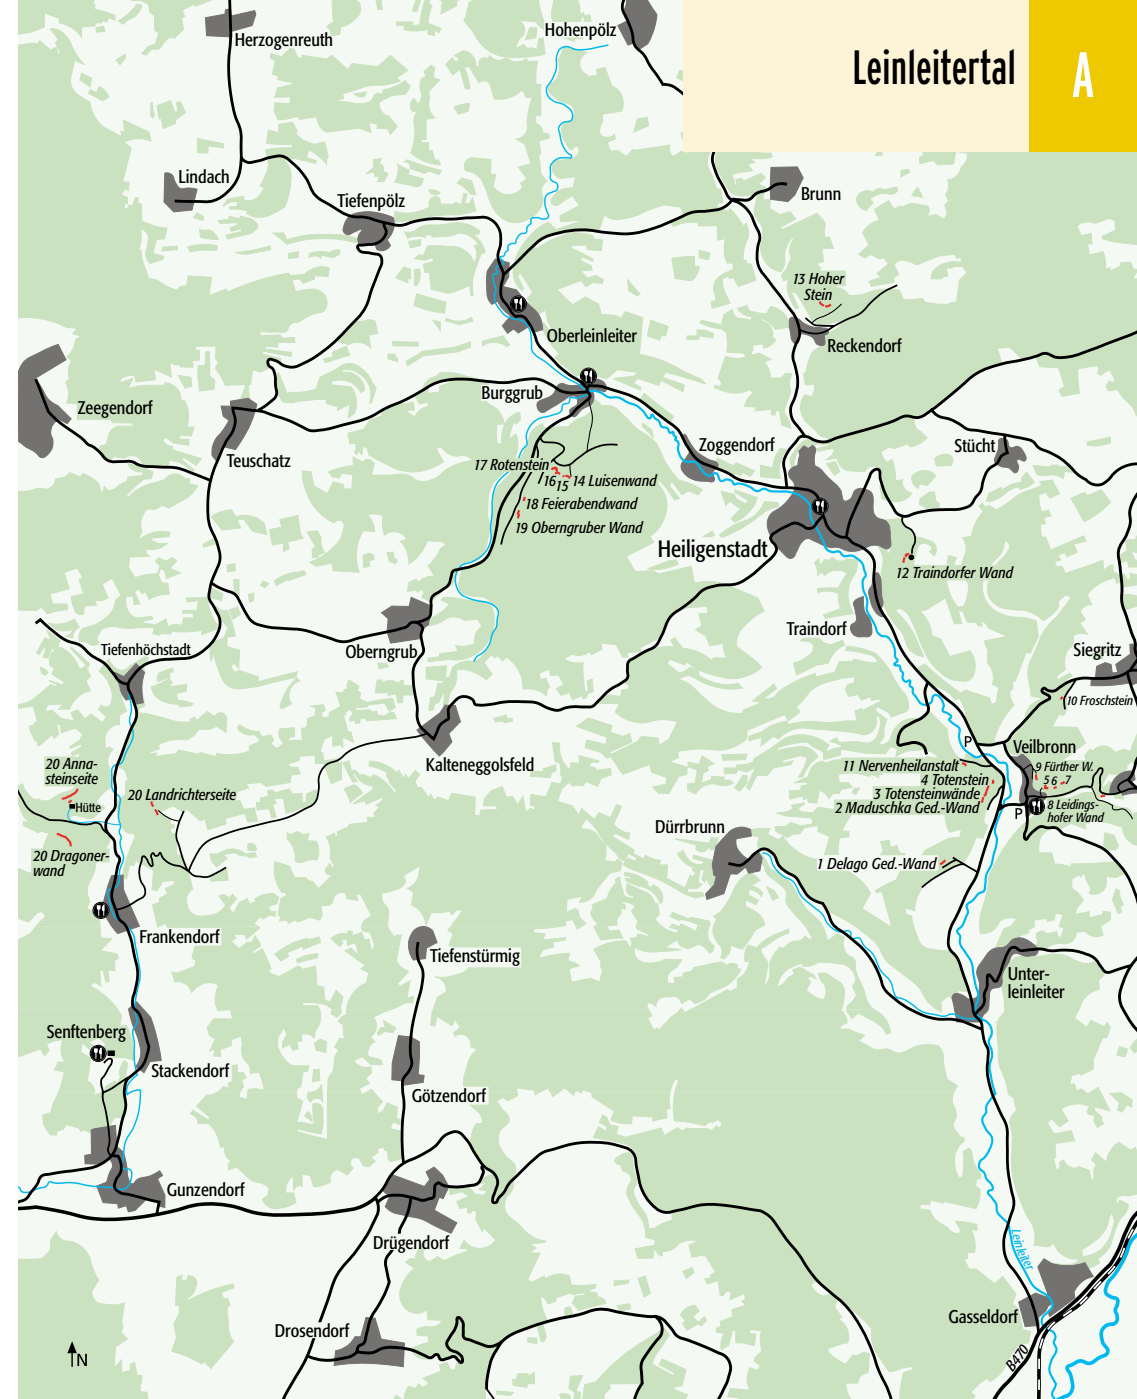 Leinleitertal
A
Hohenpölz
Herzogenreuth
Lindach
Tiefenpölz
Brunn
13 Hoher
Stein
Oberleinleiter
Reckendorf
Burggrub
Zeegendorf
Teuschatz
Zoggendorf
Stücht
17 Rotenstein
16
15
14 Luisenwand
18 Feierabendwand
19 Oberngruber Wand
Heiligenstadt
12 Traindorfer Wand
Traindorf
Oberngrub
Tiefenhöchstadt
Siegritz
10 Froschstein
P
Veilbronn
Kalteneggolsfeld
20 Anna-
steinseite
Hütte
20 Landrichterseite
11 Nervenheilanstalt
4 Totenstein
3 Totensteinwände
2 Maduschka Ged.-Wand
9 Fürther W.
5 6 7
P
8 Leidings-
hofer Wand
Dürrbrunn
20 Dragoner-
wand
1 Delago Ged.-Wand
Frankendorf
Tiefenstürmig
Unter-
leinleiter
Senftenberg
Stackendorf
Götzendorf
Gunzendorf
Drügendorf
Leinleiter
Gasseldorf
Drosendorf
B470
N